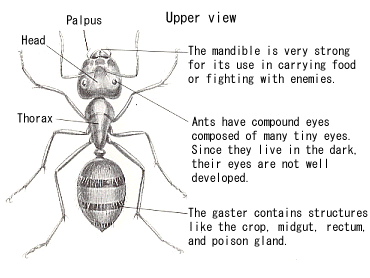 Upper view
Palpus
Head
The mandible is very strong
for its use in carrying food
or fighting with enemies.
Thorax
Ants have compound eyes
composed of many tiny eyes.
Since they live in the dark,
their eyes are not well
developed.
The gaster contains structures
like the crop, midgut, rectum,
and poison gland.